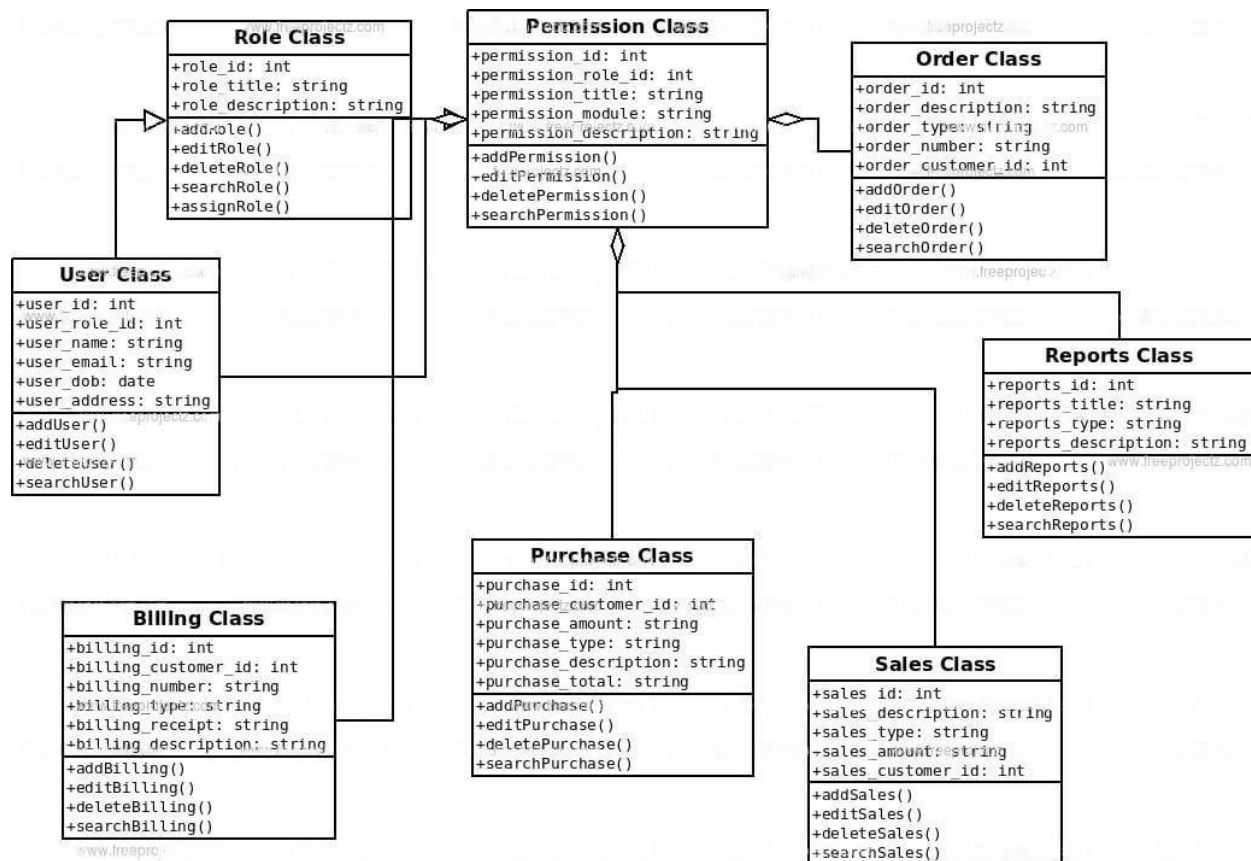 Role Class
+role_id: int
+role_title: string
+role_description: string
+addRole()
+editRole()
+deleteRole()
+searchRole()
+assignRole()
Permission Class
+permission_id: int
+permission_role_id: int
+permission_title: string
+permission_module: string
+permission_description: string
+addPermission()
+editPermission()
+deletePermission()
+searchPermission()
Order Class
+order_id: int
+order_description: string
+order_type: string
+order_number: string
+order_customer_id: int
+addOrder()
+editOrder()
+deleteOrder()
+searchOrder()
User Class
+user_id: int
+user_role_id: int
+user_name: string
+user_email: string
+user_dob: date
+user_address: string
+addUser()
+editUser()
+deleteUser()
+searchUser()
Reports Class
+reports_id: int
+reports_title: string
+reports_type: string
+reports_description: string
+addReports()
+editReports()
+deleteReports()
+searchReports()
www.freeprojectz.com
Purchase Class
+purchase_id: int
+purchase_customer_id: int
+purchase_amount: string
+purchase_type: string
+purchase_description: string
+purchase_total: string
+addPurchase()
+editPurchase()
+deletePurchase()
+searchPurchase()
Billing Class
+billing_id: int
+billing_customer_id: int
+billing_number: string
+billing_type: string
+billing_receipt: string
+billing_description: string
+addBilling()
+editBilling()
+deleteBilling()
+searchBilling()
Sales Class
+sales_id: int
+sales_description: string
+sales_type: string
+sales_amount: string
+sales_customer_id: int
+addSales()
+editSales()
+deleteSales()
+searchSales()